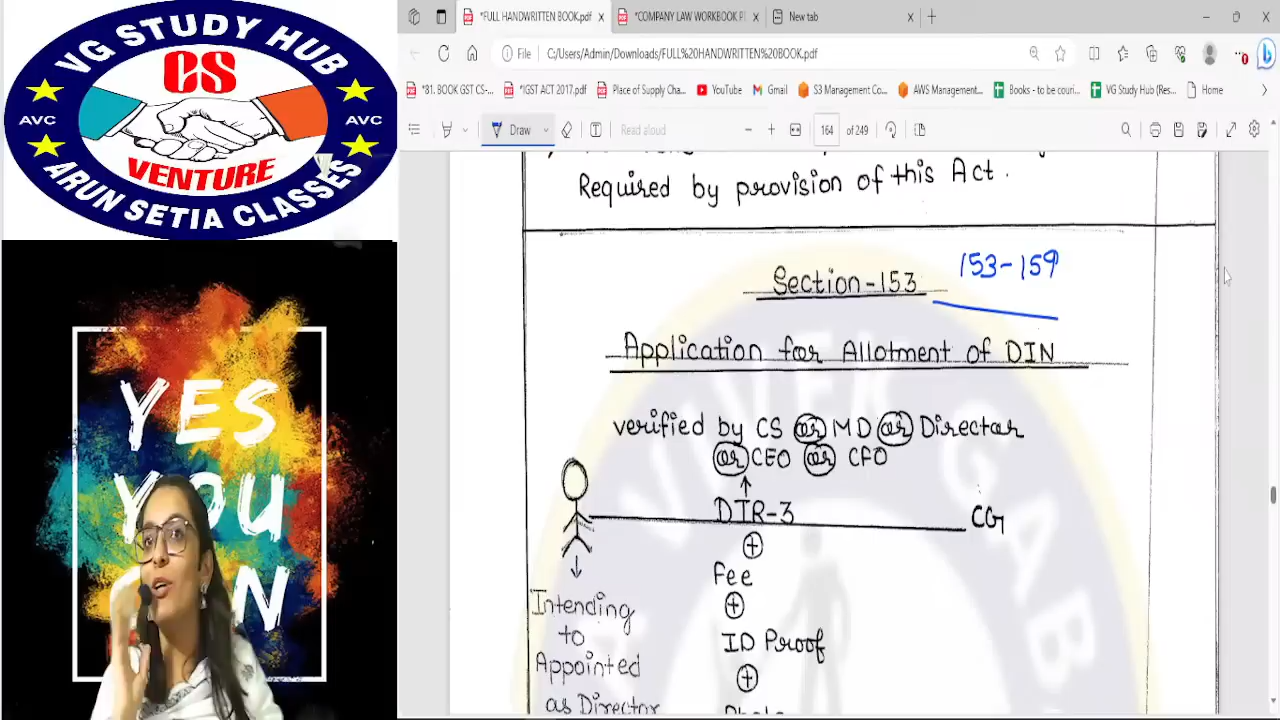 VG STUDY HUB
CS
AVC
AVC
VENTURE
ARUN SETIA CLASSES
YES
YOU
N
*FULL HANDWRITTEN BOOK.pdf
*COMPANY LAW WORKBOOK P
New tab
File
C:/Users/Admin/Downloads/FULL%20HANDWRITTEN%20BOOK.pdf
*81. BOOK GST CS-...
*IGST ACT 2017.pdf
Place of Supply Cha...
YouTube
Gmail
S3 Management Co...
AWS Management...
Books - to be couri...
VG Study Hub (Res...
Home
Draw
Read aloud
164 of 249
Required by provision of this Act.
Section-153
153-159
Application for Allotment of DIN
verified by CS or MD or Director
or CEO or CFO
DIR-3
CG
+
Fee
+
ID Proof
+
Intending
to
Appointed
as Director